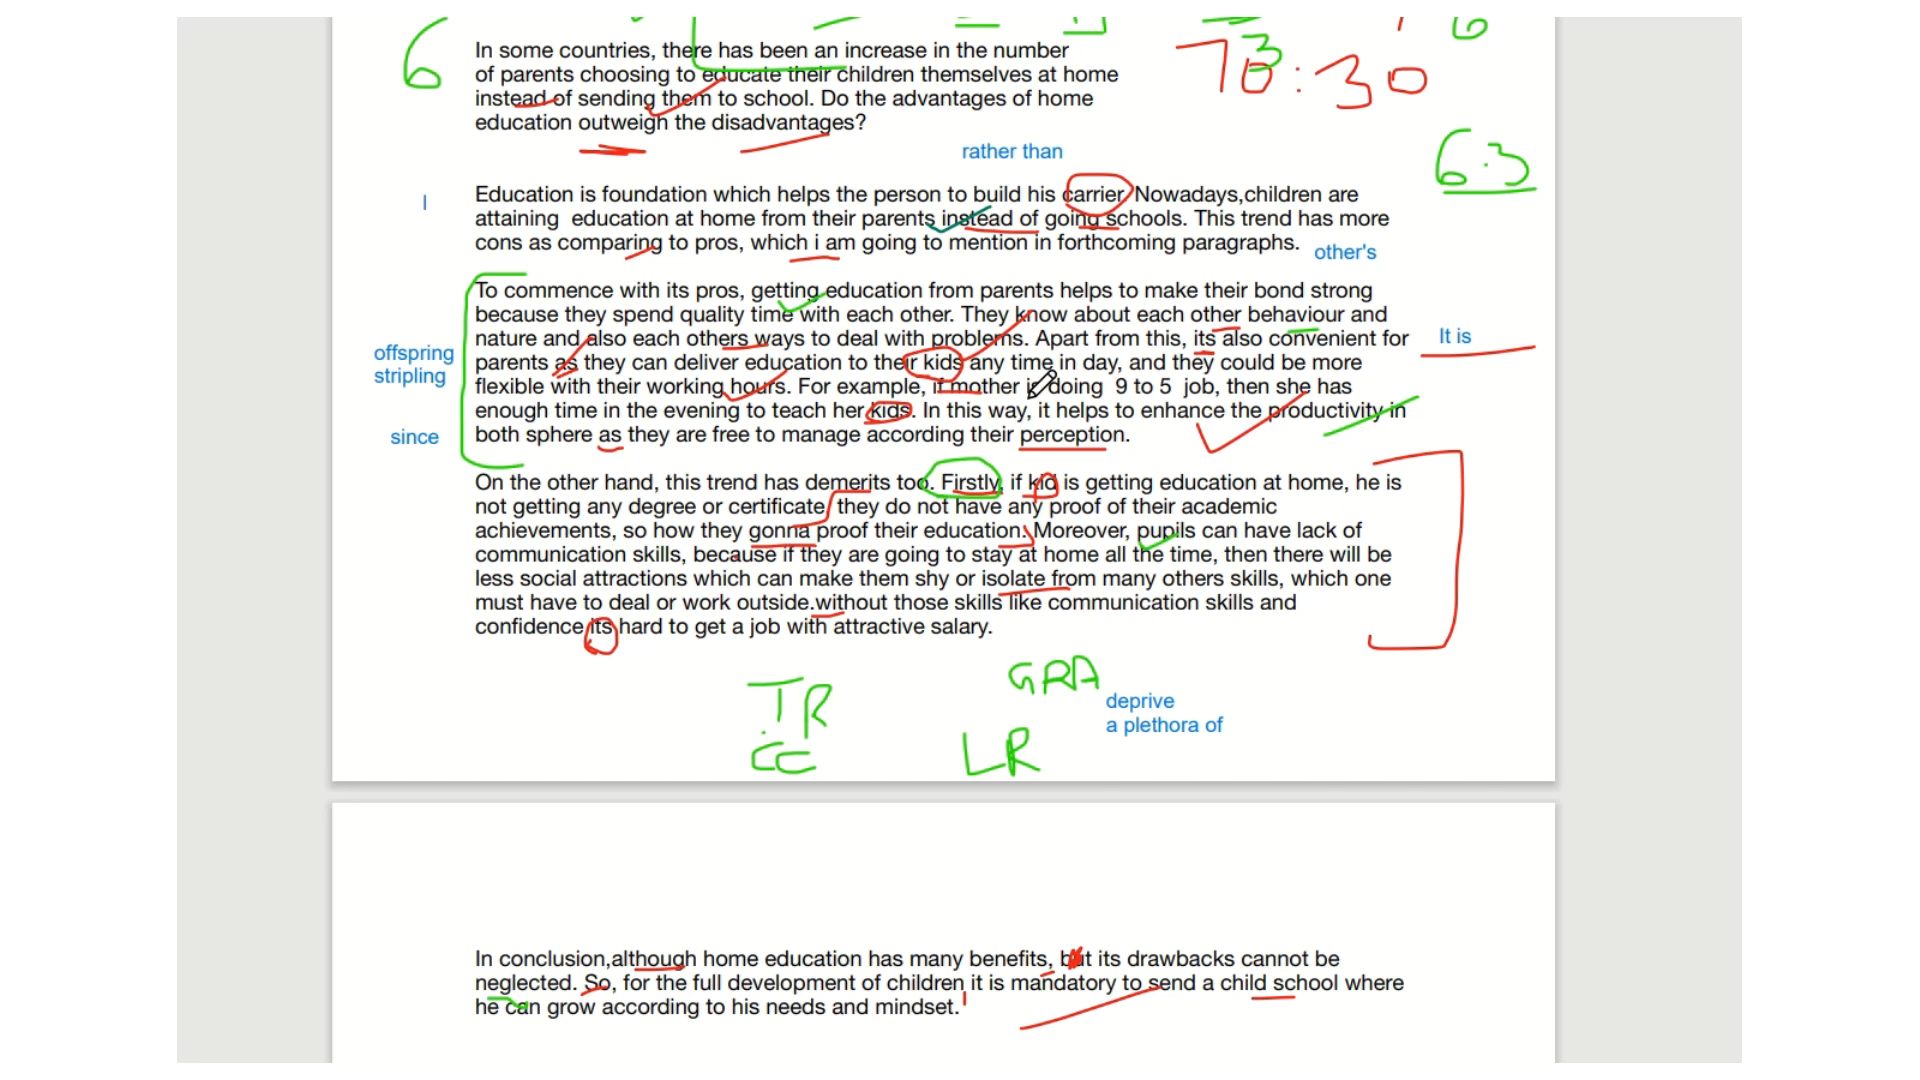 6
In some countries, there has been an increase in the number
of parents choosing to educate their children themselves at home
instead of sending them to school. Do the advantages of home
education outweigh the disadvantages?
:30
6.3
rather than
I
Education is foundation which helps the person to build his carrier. Nowadays,children are
attaining education at home from their parents instead of going schools. This trend has more
cons as comparing to pros, which i am going to mention in forthcoming paragraphs.
other's
To commence with its pros, getting education from parents helps to make their bond strong
because they spend quality time with each other. They know about each other behaviour and
nature and also each others ways to deal with problems. Apart from this, its also convenient for
It is
offspring
stripling
parents as they can deliver education to their kids any time in day, and they could be more
flexible with their working hours. For example, if mother is doing 9 to 5 job, then she has
enough time in the evening to teach her kids. In this way, it helps to enhance the productivity in
since
both sphere as they are free to manage according their perception.
On the other hand, this trend has demerits too. Firstly, if kid is getting education at home, he is
not getting any degree or certificate, they do not have any proof of their academic
achievements, so how they gonna proof their education. Moreover, pupils can have lack of
communication skills, because if they are going to stay at home all the time, then there will be
less social attractions which can make them shy or isolate from many others skills, which one
must have to deal or work outside.without those skills like communication skills and
confidence its hard to get a job with attractive salary.
TR
GRA
CC
LR
deprive
a plethora of
In conclusion,although home education has many benefits, but its drawbacks cannot be
neglected. So, for the full development of children it is mandatory to send a child school where
he can grow according to his needs and mindset.